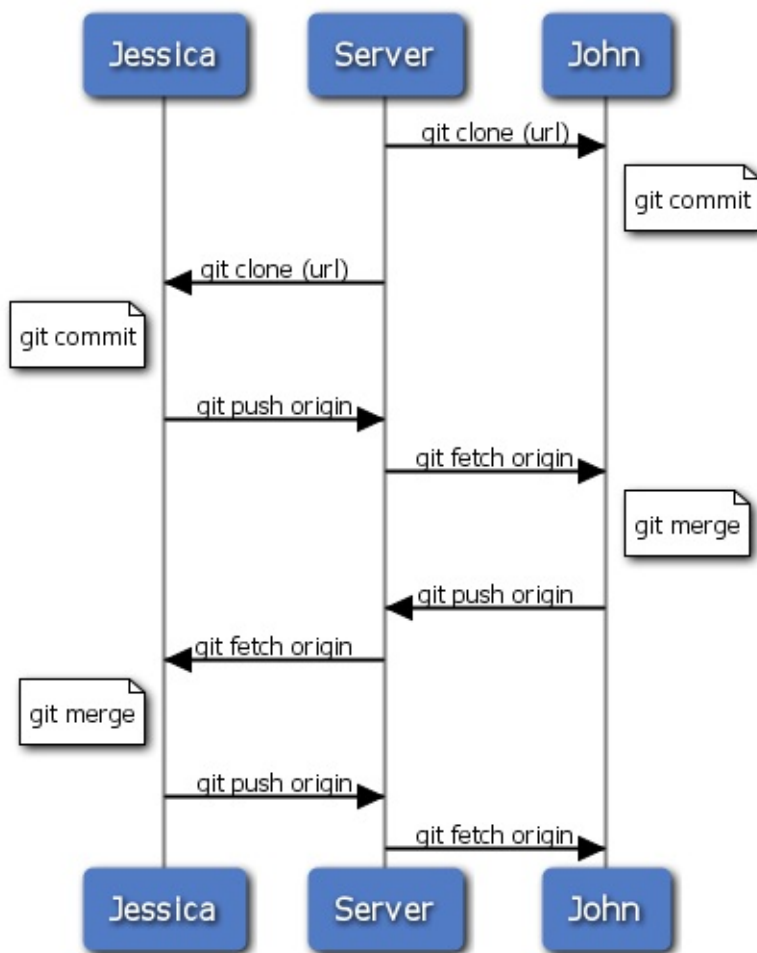 Jessica
Server
John
git clone (url)
git commit
git clone (url)
git commit
git push origin
git fetch origin
git merge
git push origin
git fetch origin
git merge
git push origin
git fetch origin
Jessica
Server
John